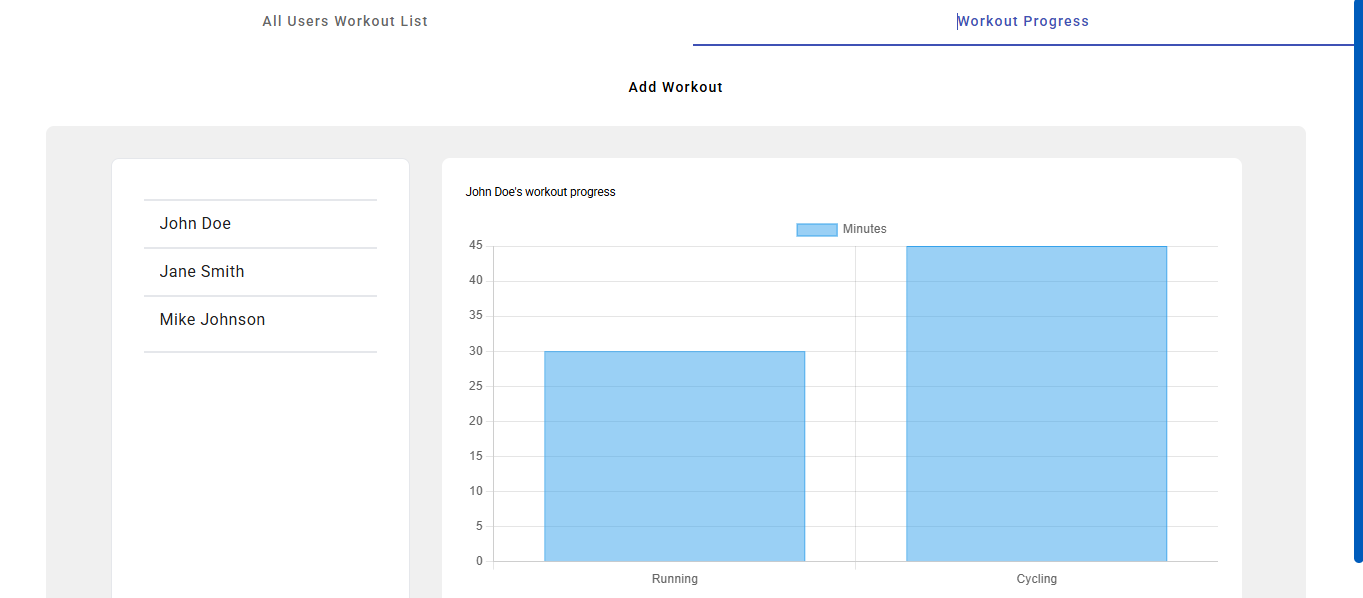 All Users Workout List
Workout Progress
Add Workout
John Doe
Jane Smith
Mike Johnson
John Doe's workout progress
Minutes
45
40
35
30
25
20
15
10
5
0
Running
Cycling